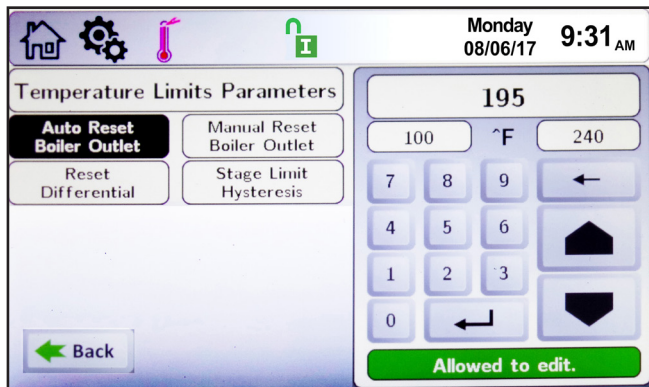 I
Monday
08/06/17
9:31 AM
Temperature Limits Parameters
Auto Reset
Boiler Outlet
Manual Reset
Boiler Outlet
Reset
Differential
Stage Limit
Hysteresis
Back
195
100 °F 240
7 8 9
4 5 6
1 2 3
0
Allowed to edit.